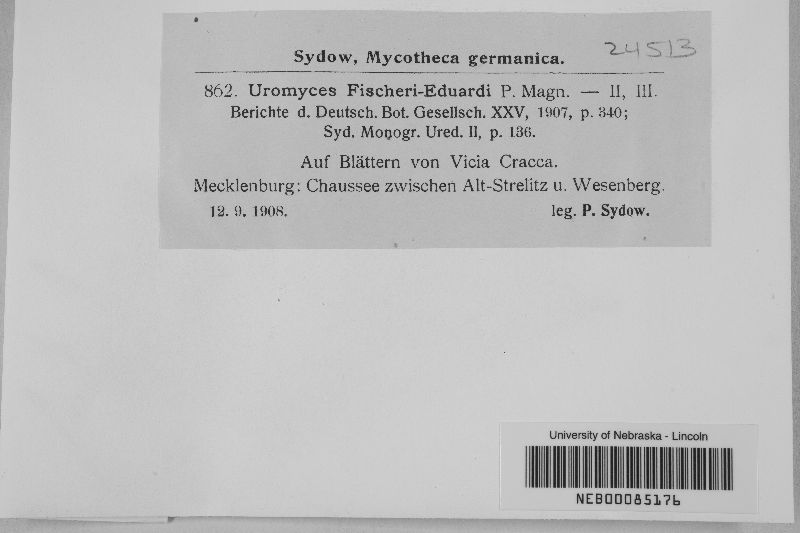 Sydow, Mycotheca germanica.
24513
862. Uromyces Fischeri-Eduardi P. Magn. — II, III.
Berichte d. Deutsch. Bot. Gesellsch. XXV, 1907, p. 340;
Syd. Monogr. Ured. II, p. 136.
Auf Blättern von Vicia Cracca.
Mecklenburg: Chaussee zwischen Alt-Strelitz u. Wesenberg.
12. 9. 1908. leg. P. Sydow.
University of Nebraska - Lincoln
NEB00085176